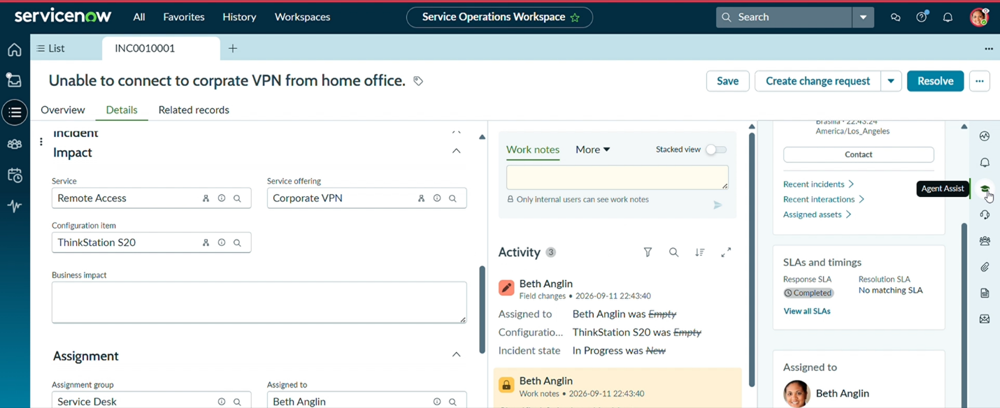 servicenow All Favorites History Workspaces Service Operations Workspace Search
List INC0010001
Unable to connect to corprate VPN from home office. Save Create change request Resolve
Overview Details Related records
Incident
Impact
Service Service offering
Remote Access Corporate VPN
Configuration item
ThinkStation S20
Business impact
Assignment
Assignment group Assigned to
Service Desk Beth Anglin
Work notes More Stacked view
Only internal users can see work notes
Activity 3
Beth Anglin
Field changes • 2026-09-11 22:43:40
Assigned to Beth Anglin was Empty
Configuratio... ThinkStation S20 was Empty
Incident state In Progress was New
Beth Anglin
Work notes • 2026-09-11 22:43:40
Brasilia • 22:43:24
America/Los_Angeles
Contact
Recent incidents
Recent interactions
Assigned assets
Agent Assist
SLAs and timings
Response SLA Resolution SLA
Completed No matching SLA
View all SLAs
Assigned to
Beth Anglin